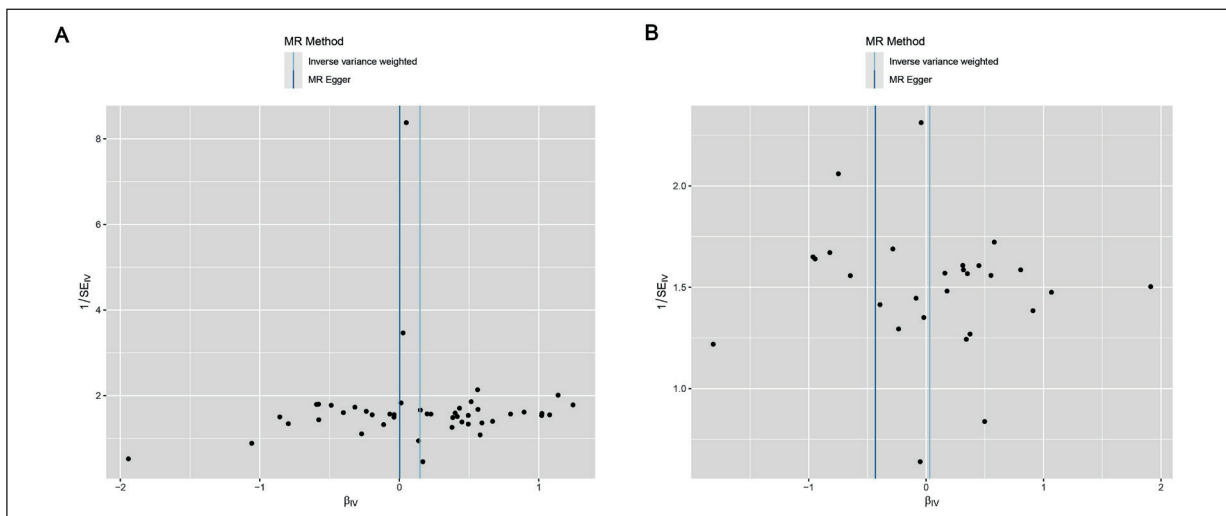 A
MR Method
Inverse variance weighted
MR Egger
8
6
4
2
1/SE_IV
−2
−1
0
1
β_IV
B
MR Method
Inverse variance weighted
MR Egger
2.0
1.5
1.0
1/SE_IV
−1
0
1
2
β_IV